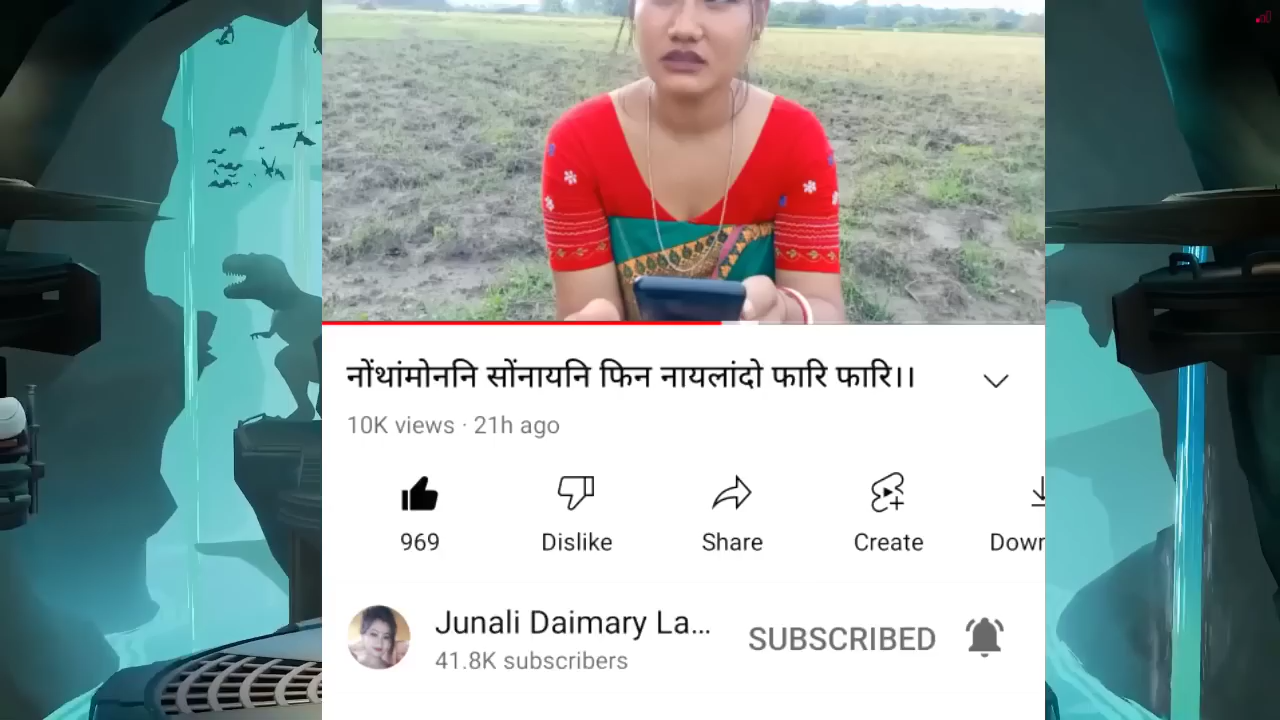 नोंथांमोननि सोंनायनि फिन नायलांदो फारि फारि।।
10K views · 21h ago
969 Dislike Share Create Down
Junali Daimary La... SUBSCRIBED
41.8K subscribers